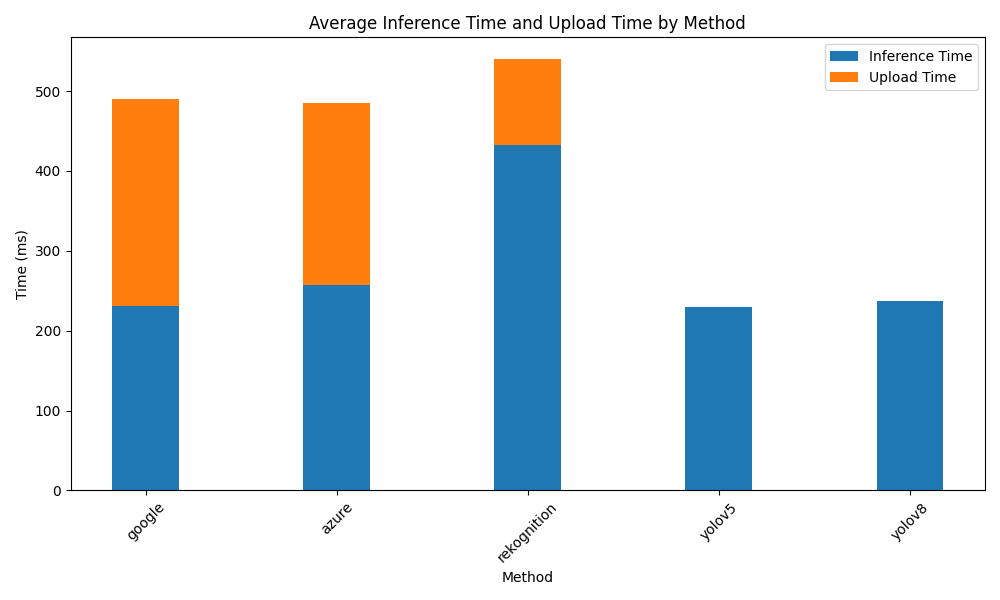 Average Inference Time and Upload Time by Method
Inference Time
Upload Time
Time (ms)
500
400
300
200
100
0
google
azure
rekognition
yolov5
yolov8
Method